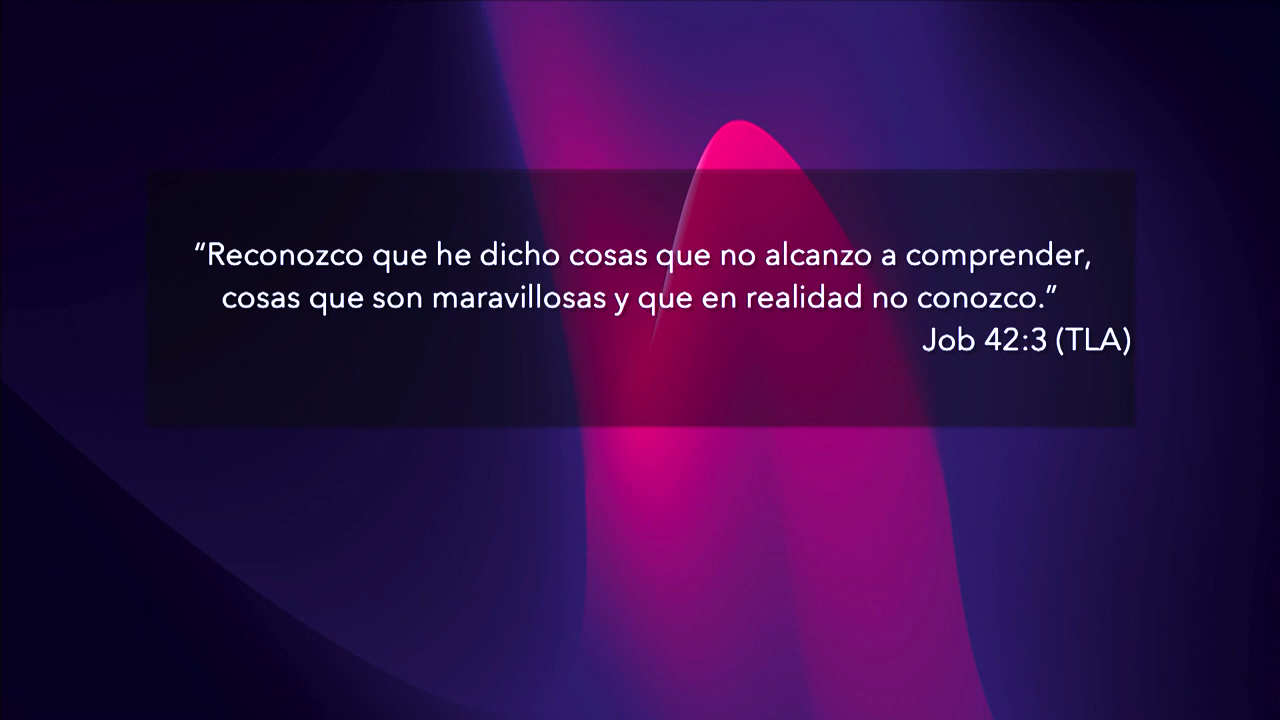 “Reconozco que he dicho cosas que no alcanzo a comprender,
cosas que son maravillosas y que en realidad no conozco.”
Job 42:3 (TLA)